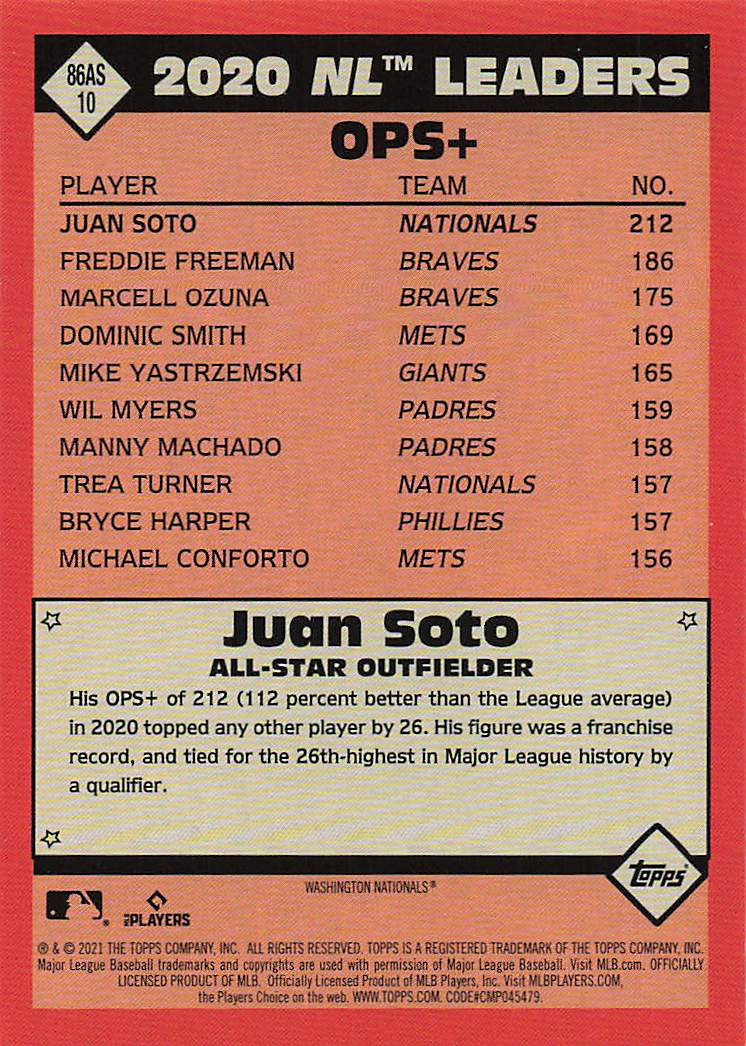 86AS
10
2020 NL™ LEADERS
OPS+
PLAYER TEAM NO.
JUAN SOTO NATIONALS 212
FREDDIE FREEMAN BRAVES 186
MARCELL OZUNA BRAVES 175
DOMINIC SMITH METS 169
MIKE YASTRZEMSKI GIANTS 165
WIL MYERS PADRES 159
MANNY MACHADO PADRES 158
TREA TURNER NATIONALS 157
BRYCE HARPER PHILLIES 157
MICHAEL CONFORTO METS 156
Juan Soto
ALL-STAR OUTFIELDER
His OPS+ of 212 (112 percent better than the League average)
in 2020 topped any other player by 26. His figure was a franchise
record, and tied for the 26th-highest in Major League history by
a qualifier.
Topps®
WASHINGTON NATIONALS®
MLB PLAYERS
® & © 2021 THE TOPPS COMPANY, INC. ALL RIGHTS RESERVED. TOPPS IS A REGISTERED TRADEMARK OF THE TOPPS COMPANY, INC.
Major League Baseball trademarks and copyrights are used with permission of Major League Baseball. Visit MLB.com. OFFICIALLY
LICENSED PRODUCT OF MLB. Officially Licensed Product of MLB Players, Inc. Visit MLBPLAYERS.COM,
the Players Choice on the web. WWW.TOPPS.COM. CODE#CMP045479.